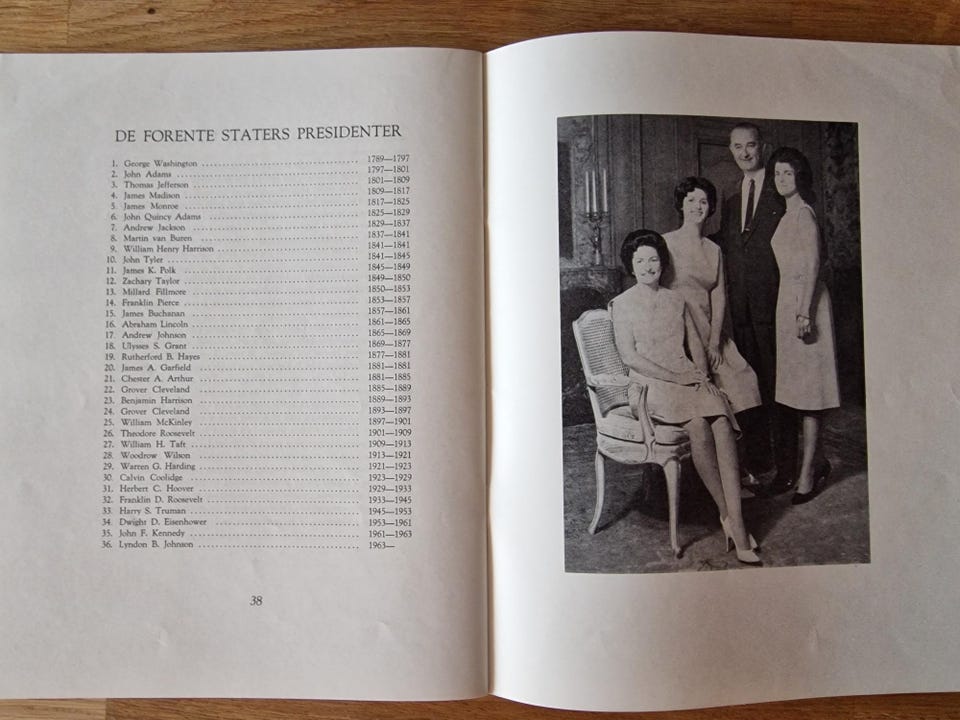 DE FORENTE STATERS PRESIDENTER
1. George Washington 1789—1797
2. John Adams 1797—1801
3. Thomas Jefferson 1801—1809
4. James Madison 1809—1817
5. James Monroe 1817—1825
6. John Quincy Adams 1825—1829
7. Andrew Jackson 1829—1837
8. Martin van Buren 1837—1841
9. William Henry Harrison 1841—1841
10. John Tyler 1841—1845
11. James K. Polk 1845—1849
12. Zachary Taylor 1849—1850
13. Millard Fillmore 1850—1853
14. Franklin Pierce 1853—1857
15. James Buchanan 1857—1861
16. Abraham Lincoln 1861—1865
17. Andrew Johnson 1865—1869
18. Ulysses S. Grant 1869—1877
19. Rutherford B. Hayes 1877—1881
20. James A. Garfield 1881—1881
21. Chester A. Arthur 1881—1885
22. Grover Cleveland 1885—1889
23. Benjamin Harrison 1889—1893
24. Grover Cleveland 1893—1897
25. William McKinley 1897—1901
26. Theodore Roosevelt 1901—1909
27. William H. Taft 1909—1913
28. Woodrow Wilson 1913—1921
29. Warren G. Harding 1921—1923
30. Calvin Coolidge 1923—1929
31. Herbert C. Hoover 1929—1933
32. Franklin D. Roosevelt 1933—1945
33. Harry S. Truman 1945—1953
34. Dwight D. Eisenhower 1953—1961
35. John F. Kennedy 1961—1963
36. Lyndon B. Johnson 1963—
38